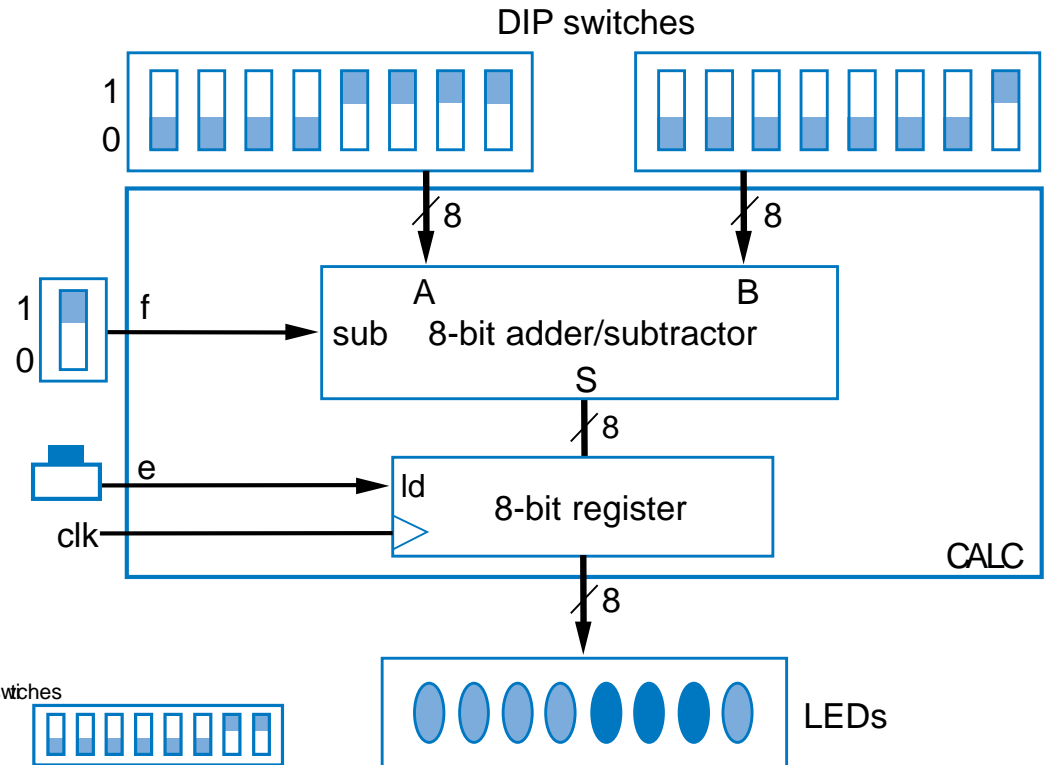 DIP switches
1
0
8
8
A
B
1
f
sub
8-bit adder/subtractor
0
S
8
e
ld
8-bit register
clk
CALC
8
witches
LEDs